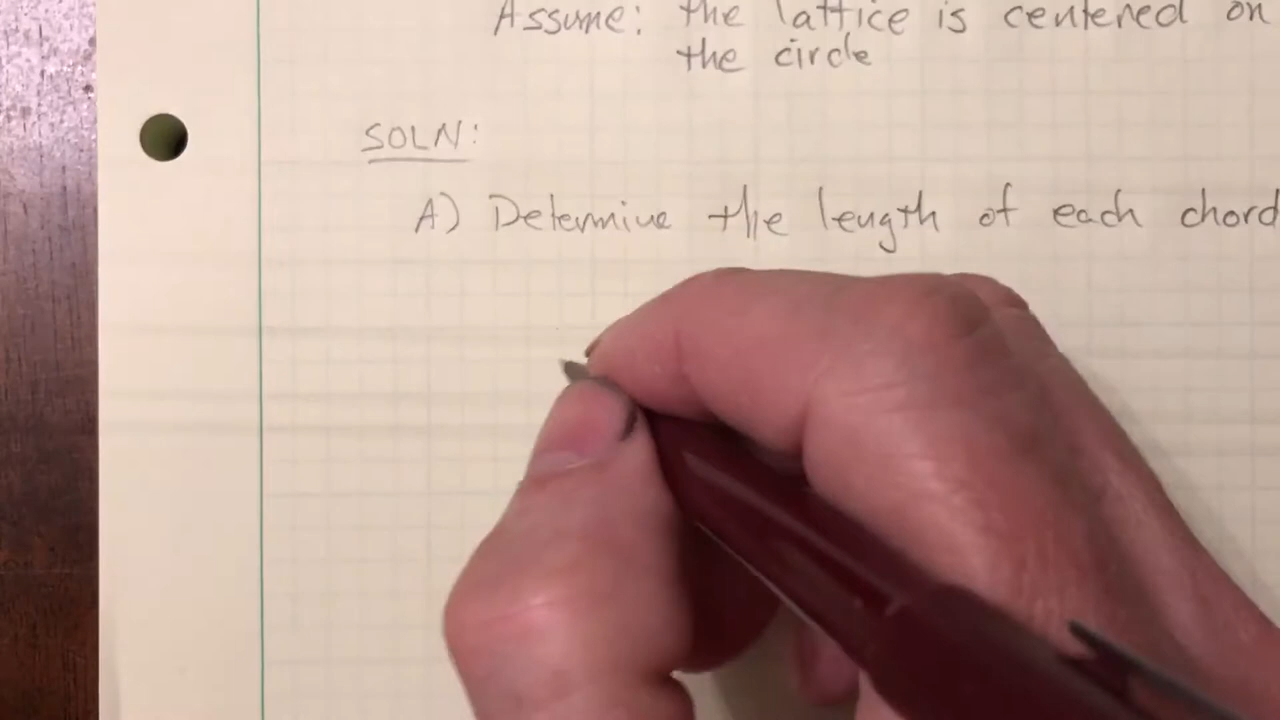 Assume: the lattice is centered on
the circle
SOLN:
A) Determine the length of each chord